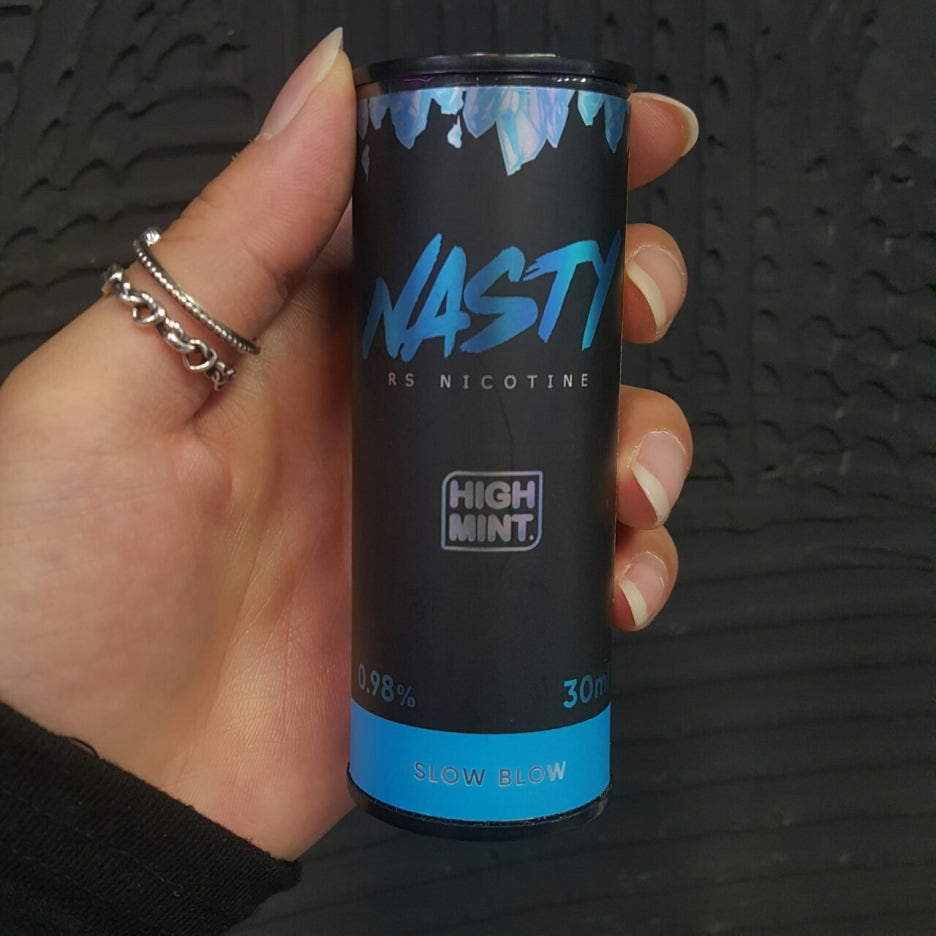 NASTY
RS NICOTINE
HIGH
MINT.
0.98% 30ml
SLOW BLOW